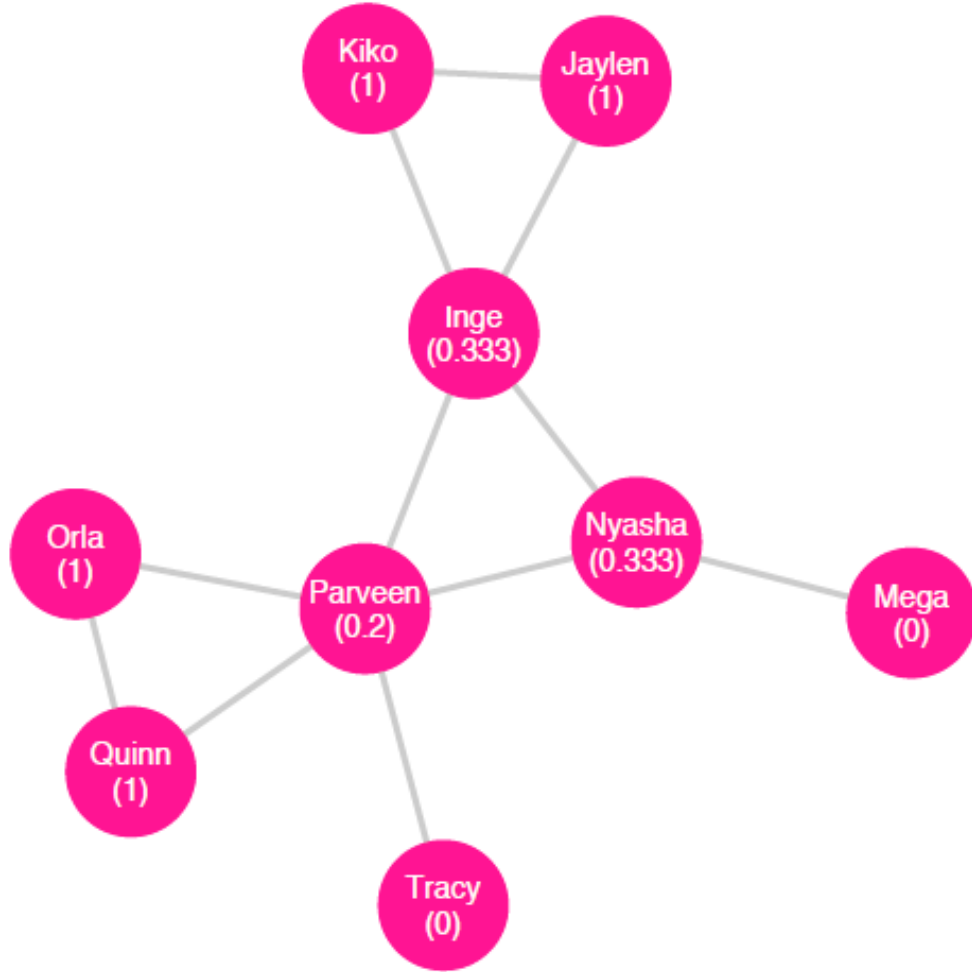 Kiko
(1)
Jaylen
(1)
Inge
(0.333)
Nyasha
(0.333)
Orla
(1)
Parveen
(0.2)
Mega
(0)
Quinn
(1)
Tracy
(0)